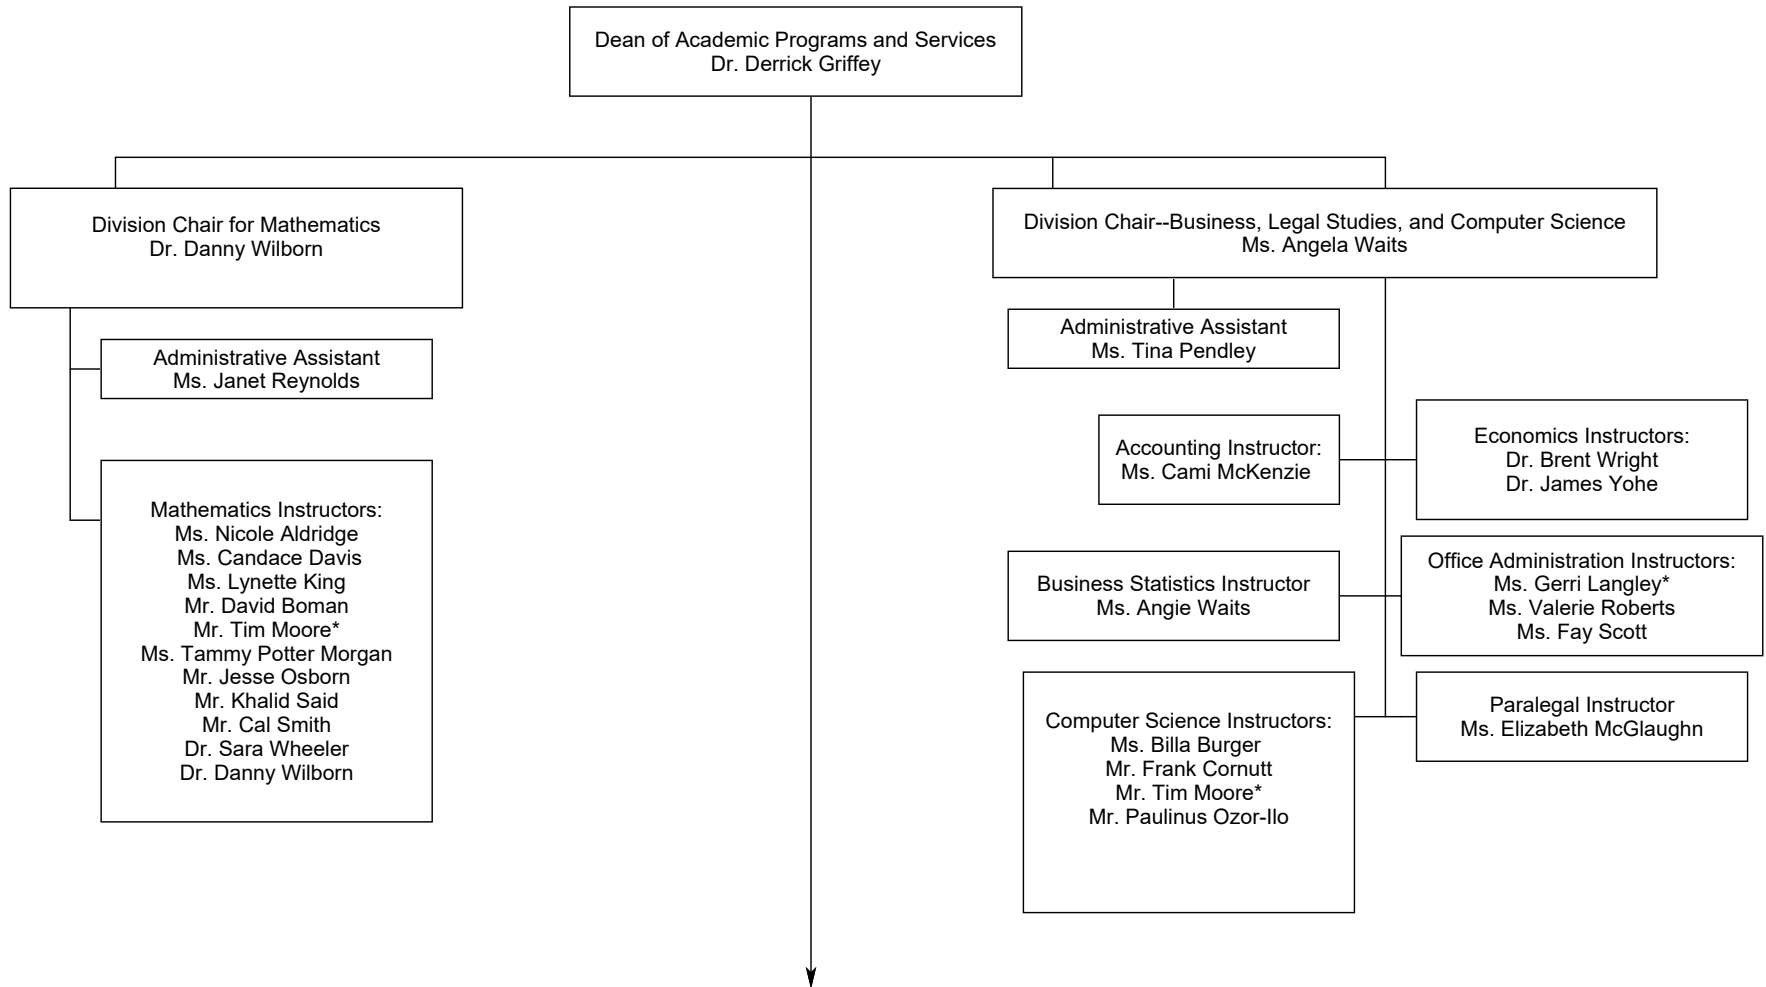 Dean of Academic Programs and Services
Dr. Derrick Griffey
Division Chair for Mathematics
Dr. Danny Wilborn
Administrative Assistant
Ms. Janet Reynolds
Mathematics Instructors:
Ms. Nicole Aldridge
Ms. Candace Davis
Ms. Lynette King
Mr. David Boman
Mr. Tim Moore*
Ms. Tammy Potter Morgan
Mr. Jesse Osborn
Mr. Khalid Said
Mr. Cal Smith
Dr. Sara Wheeler
Dr. Danny Wilborn
Division Chair--Business, Legal Studies, and Computer Science
Ms. Angela Waits
Administrative Assistant
Ms. Tina Pendley
Accounting Instructor:
Ms. Cami McKenzie
Economics Instructors:
Dr. Brent Wright
Dr. James Yohe
Business Statistics Instructor
Ms. Angie Waits
Office Administration Instructors:
Ms. Gerri Langley*
Ms. Valerie Roberts
Ms. Fay Scott
Computer Science Instructors:
Ms. Billa Burger
Mr. Frank Cornutt
Mr. Tim Moore*
Mr. Paulinus Ozor-Ilo
Paralegal Instructor
Ms. Elizabeth McGlaughn